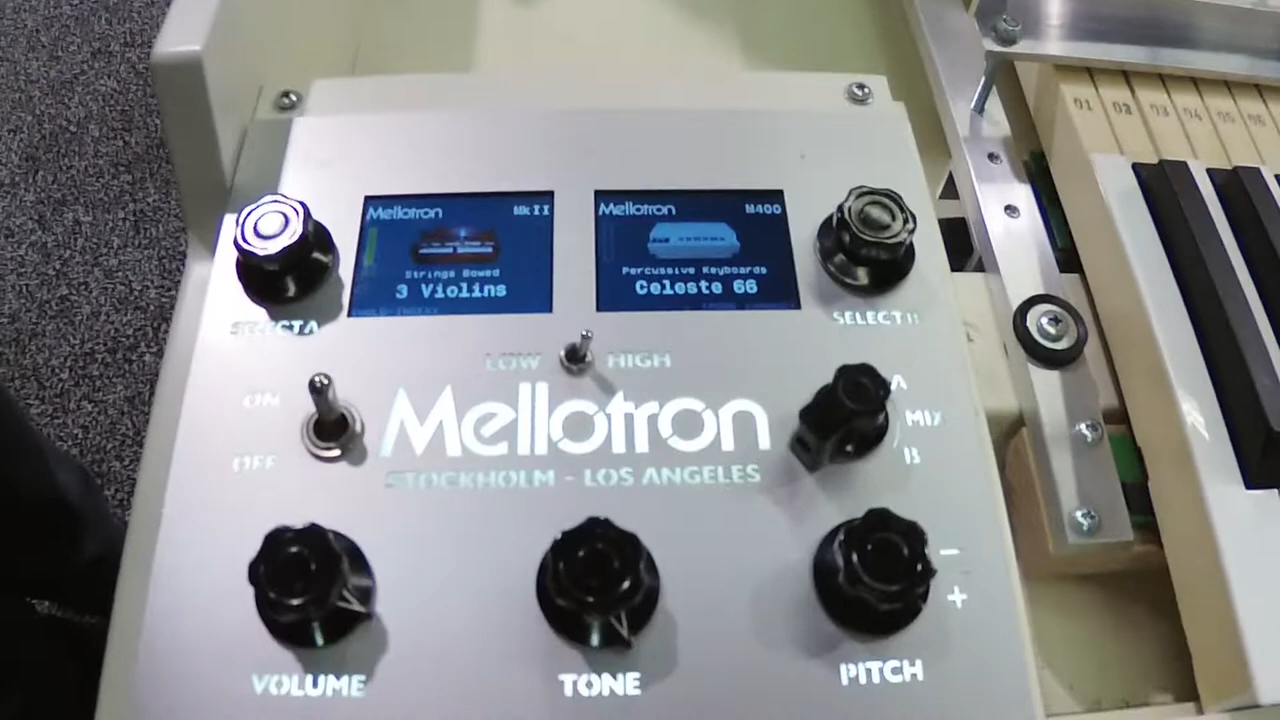 01 02 03 04 05 06
Mellotron MkII
Strings Bowed
3 Violins
Mellotron M400
Percussive Keyboards
Celeste 66
SELECT A
SELECT B
LOW HIGH
ON
OFF
Mellotron
STOCKHOLM - LOS ANGELES
A
MIX
B
-
+
VOLUME
TONE
PITCH